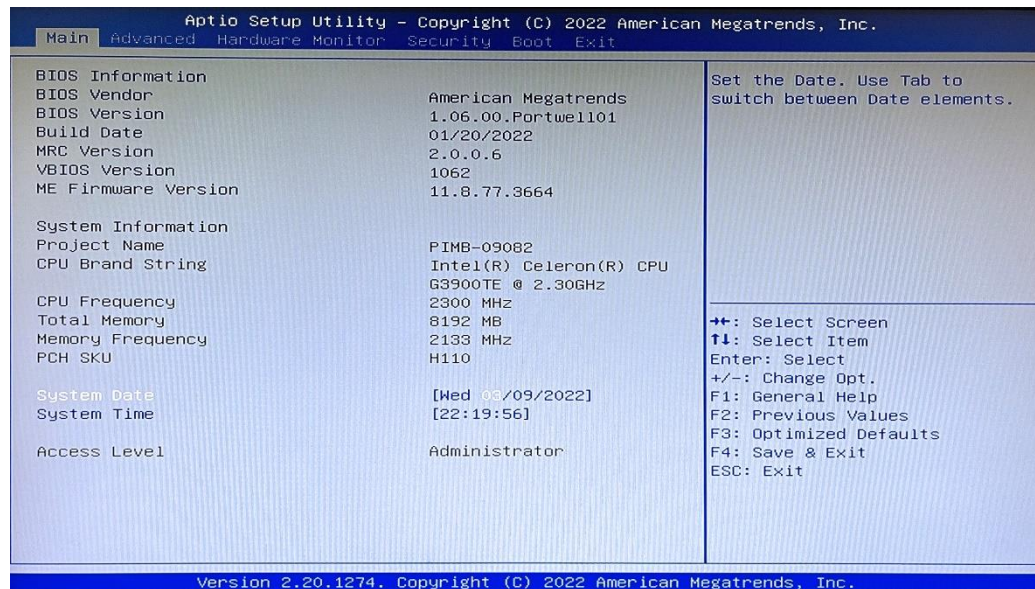 Aptio Setup Utility – Copyright (C) 2022 American Megatrends, Inc.
Main Advanced Hardware Monitor Security Boot Exit
BIOS Information
BIOS Vendor American Megatrends
BIOS Version 1.06.00.Portwell01
Build Date 01/20/2022
MRC Version 2.0.0.6
VBIOS Version 1062
ME Firmware Version 11.8.77.3664
System Information
Project Name PIMB-09082
CPU Brand String Intel(R) Celeron(R) CPU
G3900TE @ 2.30GHz
CPU Frequency 2300 MHz
Total Memory 8192 MB
Memory Frequency 2133 MHz
PCH SKU H110
System Date [Wed 03/09/2022]
System Time [22:19:56]
Access Level Administrator
Set the Date. Use Tab to
switch between Date elements.
→←: Select Screen
↑↓: Select Item
Enter: Select
+/-: Change Opt.
F1: General Help
F2: Previous Values
F3: Optimized Defaults
F4: Save & Exit
ESC: Exit
Version 2.20.1274. Copyright (C) 2022 American Megatrends, Inc.